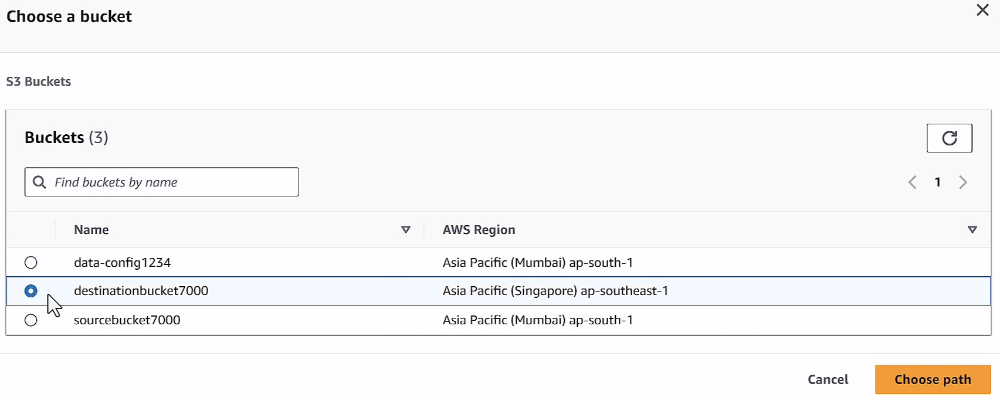 Choose a bucket
S3 Buckets
Buckets (3)
Find buckets by name
1
Name AWS Region
data-config1234 Asia Pacific (Mumbai) ap-south-1
destinationbucket7000 Asia Pacific (Singapore) ap-southeast-1
sourcebucket7000 Asia Pacific (Mumbai) ap-south-1
Cancel Choose path